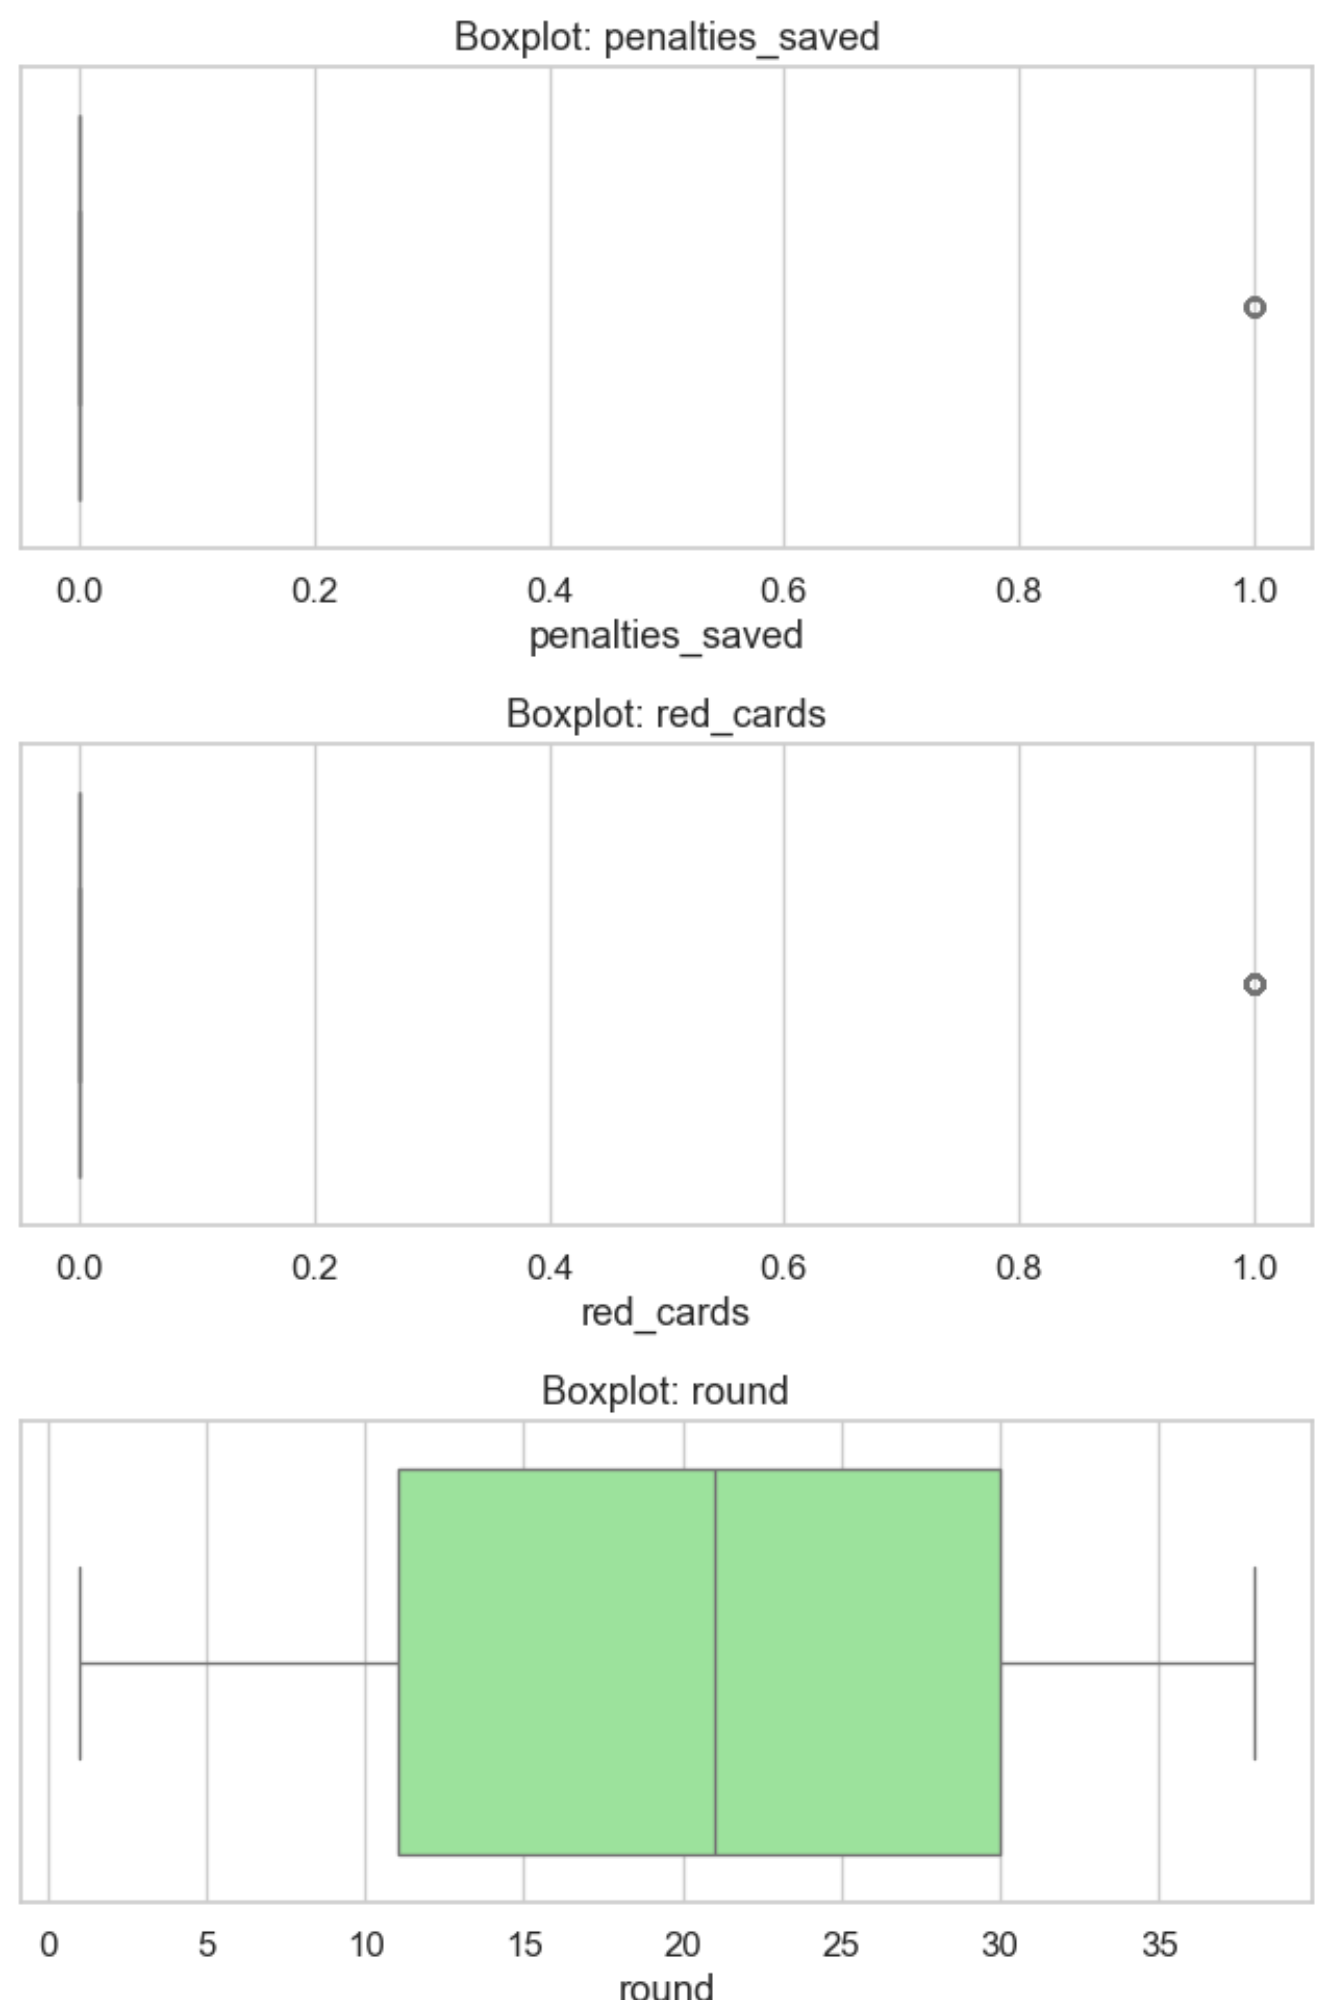 Boxplot: penalties_saved
0.0 0.2 0.4 0.6 0.8 1.0
penalties_saved
Boxplot: red_cards
0.0 0.2 0.4 0.6 0.8 1.0
red_cards
Boxplot: round
0 5 10 15 20 25 30 35
round